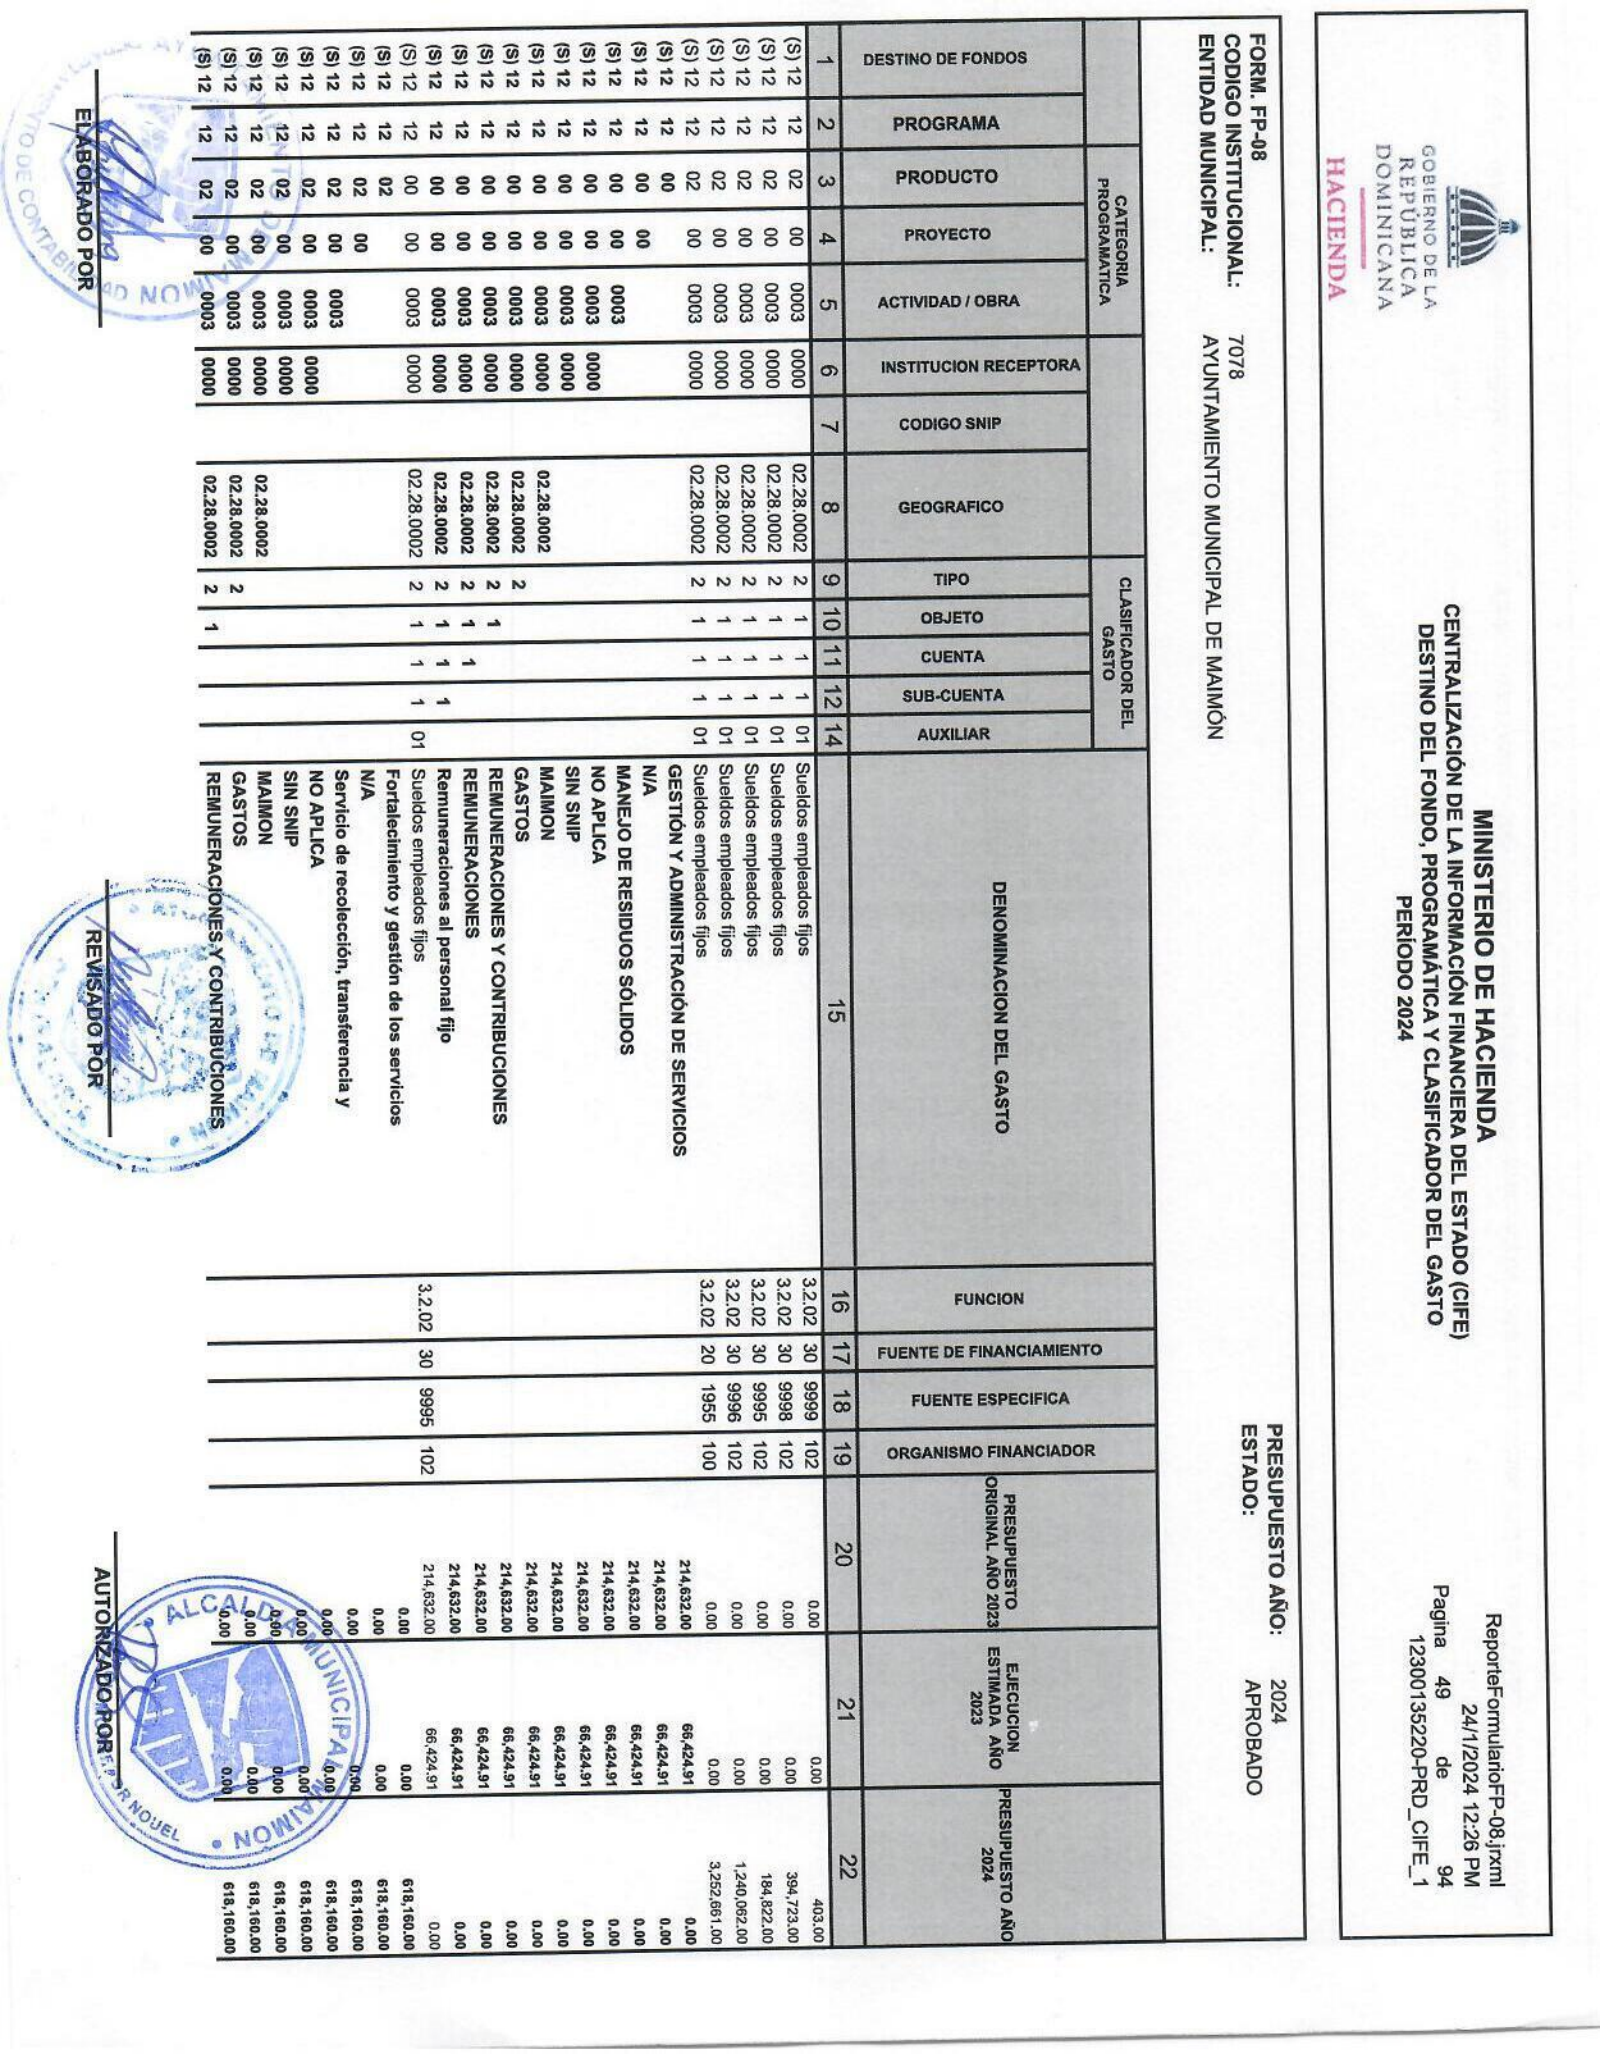 GOBIERNO DE LA
REPÚBLICA
DOMINICANA
HACIENDA
MINISTERIO DE HACIENDA
CENTRALIZACIÓN DE LA INFORMACIÓN FINANCIERA DEL ESTADO (CIFE)
DESTINO DEL FONDO, PROGRAMÁTICA Y CLASIFICADOR DEL GASTO
PERÍODO 2024
ReporteFormularioFP-08.jrxml
24/1/2024 12:26 PM
Pagina 49 de 94
12300135220-PRD_CIFE_1
FORM. FP-08
CODIGO INSTITUCIONAL: 7078
ENTIDAD MUNICIPAL: AYUNTAMIENTO MUNICIPAL DE MAIMÓN
PRESUPUESTO AÑO: 2024
ESTADO: APROBADO
CATEGORIA PROGRAMATICA
CLASIFICADOR DEL GASTO
DESTINO DE FONDOS
PROGRAMA
PRODUCTO
PROYECTO
ACTIVIDAD / OBRA
INSTITUCION RECEPTORA
CODIGO SNIP
GEOGRAFICO
TIPO
OBJETO
CUENTA
SUB-CUENTA
AUXILIAR
DENOMINACION DEL GASTO
FUNCION
FUENTE DE FINANCIAMIENTO
FUENTE ESPECIFICA
ORGANISMO FINANCIADOR
PRESUPUESTO ORIGINAL AÑO 2023
EJECUCION ESTIMADA AÑO 2023
PRESUPUESTO AÑO 2024
1 2 3 4 5 6 7 8 9 10 11 12 14 15 16 17 18 19 20 21 22
(S) 12 12 02 00 0003 0000 02.28.0002 2 1 1 1 01 Sueldos empleados fijos 3.2.02 30 9999 102 0.00 0.00 403.00
(S) 12 12 02 00 0003 0000 02.28.0002 2 1 1 1 01 Sueldos empleados fijos 3.2.02 30 9998 102 0.00 0.00 394,723.00
(S) 12 12 02 00 0003 0000 02.28.0002 2 1 1 1 01 Sueldos empleados fijos 3.2.02 30 9995 102 0.00 0.00 184,822.00
(S) 12 12 02 00 0003 0000 02.28.0002 2 1 1 1 01 Sueldos empleados fijos 3.2.02 30 9996 102 0.00 0.00 1,240,062.00
(S) 12 12 02 00 0003 0000 02.28.0002 2 1 1 1 01 Sueldos empleados fijos 3.2.02 20 1955 100 0.00 0.00 3,252,661.00
(S) 12 12 00 GESTIÓN Y ADMINISTRACIÓN DE SERVICIOS 214,632.00 66,424.91 0.00
(S) 12 12 00 00 N/A 214,632.00 66,424.91 0.00
(S) 12 12 00 00 0003 MANEJO DE RESIDUOS SÓLIDOS 214,632.00 66,424.91 0.00
(S) 12 12 00 00 0003 0000 NO APLICA 214,632.00 66,424.91 0.00
(S) 12 12 00 00 0003 0000 SIN SNIP 214,632.00 66,424.91 0.00
(S) 12 12 00 00 0003 0000 02.28.0002 MAIMON 214,632.00 66,424.91 0.00
(S) 12 12 00 00 0003 0000 02.28.0002 2 GASTOS 214,632.00 66,424.91 0.00
(S) 12 12 00 00 0003 0000 02.28.0002 2 1 REMUNERACIONES Y CONTRIBUCIONES 214,632.00 66,424.91 0.00
(S) 12 12 00 00 0003 0000 02.28.0002 2 1 1 REMUNERACIONES 214,632.00 66,424.91 0.00
(S) 12 12 00 00 0003 0000 02.28.0002 2 1 1 1 Remuneraciones al personal fijo 214,632.00 66,424.91 0.00
(S) 12 12 00 00 0003 0000 02.28.0002 2 1 1 1 01 Sueldos empleados fijos 3.2.02 30 9995 102 214,632.00 66,424.91 0.00
(S) 12 12 02 Fortalecimiento y gestión de los servicios 0.00 0.00 618,160.00
(S) 12 12 02 00 N/A 0.00 0.00 618,160.00
(S) 12 12 02 00 0003 Servicio de recolección, transferencia y 0.00 0.00 618,160.00
(S) 12 12 02 00 0003 0000 NO APLICA 0.00 0.00 618,160.00
(S) 12 12 02 00 0003 0000 SIN SNIP 0.00 0.00 618,160.00
(S) 12 12 02 00 0003 0000 02.28.0002 MAIMON 0.00 0.00 618,160.00
(S) 12 12 02 00 0003 0000 02.28.0002 2 GASTOS 0.00 0.00 618,160.00
(S) 12 12 02 00 0003 0000 02.28.0002 2 1 REMUNERACIONES Y CONTRIBUCIONES 0.00 0.00 618,160.00
ELABORADO POR
REVISADO POR
AUTORIZADO POR
ALCALDIA MUNICIPAL MAIMÓN
SR NOUEL